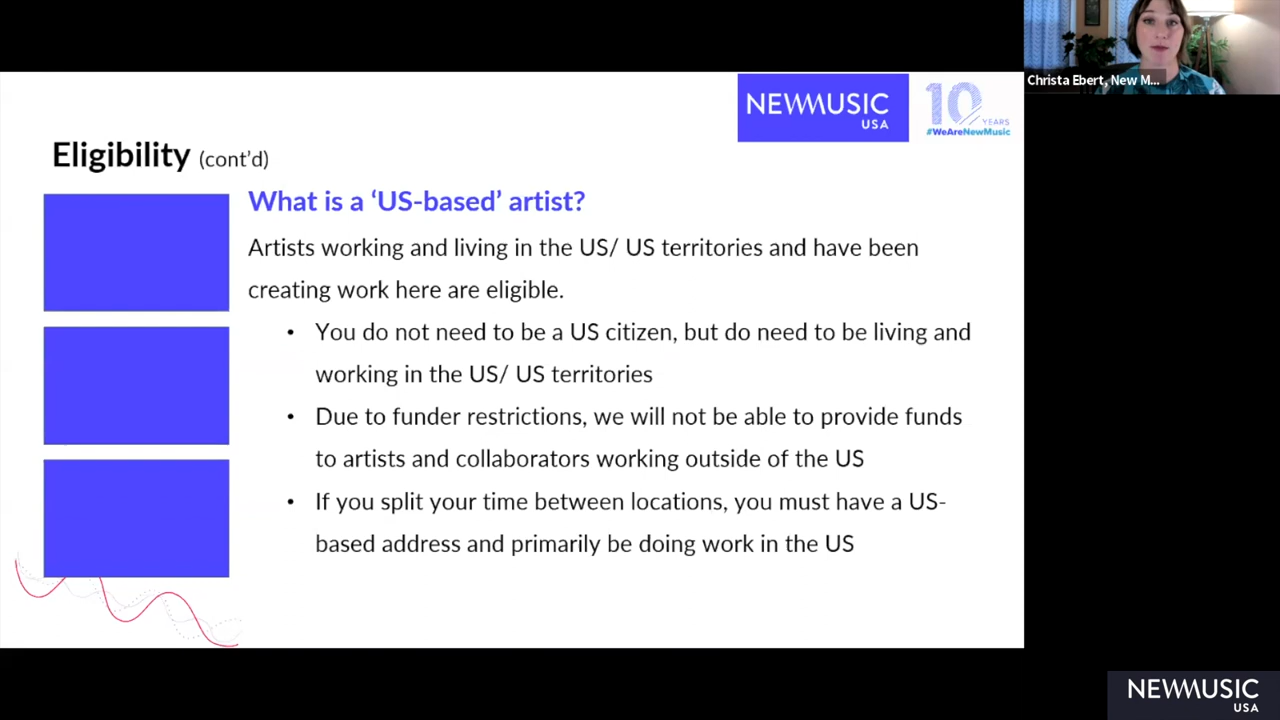 Christa Ebert, New M...
NEWMUSIC
USA
10
YEARS
#WeAreNewMusic
Eligibility (cont’d)
What is a ‘US-based’ artist?
Artists working and living in the US/ US territories and have been
creating work here are eligible.
• You do not need to be a US citizen, but do need to be living and
working in the US/ US territories
• Due to funder restrictions, we will not be able to provide funds
to artists and collaborators working outside of the US
• If you split your time between locations, you must have a US-
based address and primarily be doing work in the US
NEWMUSIC
USA